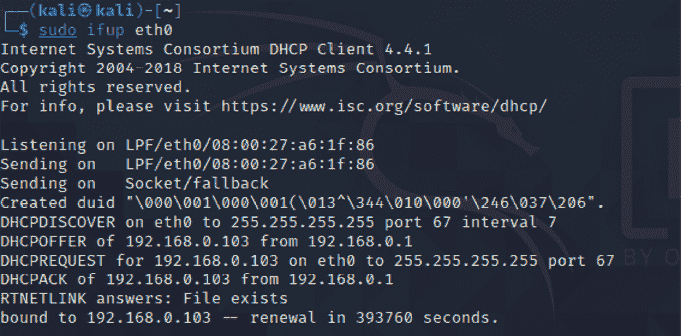 (kali㉿kali)-[~]
$ sudo ifup eth0
Internet Systems Consortium DHCP Client 4.4.1
Copyright 2004-2018 Internet Systems Consortium.
All rights reserved.
For info, please visit https://www.isc.org/software/dhcp/
Listening on LPF/eth0/08:00:27:a6:1f:86
Sending on   LPF/eth0/08:00:27:a6:1f:86
Sending on   Socket/fallback
Created duid "\000\001\000\001(\013^\344\010\000'\246\037\206".
DHCPDISCOVER on eth0 to 255.255.255.255 port 67 interval 7
DHCPOFFER of 192.168.0.103 from 192.168.0.1
DHCPREQUEST for 192.168.0.103 on eth0 to 255.255.255.255 port 67
DHCPACK of 192.168.0.103 from 192.168.0.1
RTNETLINK answers: File exists
bound to 192.168.0.103 -- renewal in 393760 seconds.
BY O